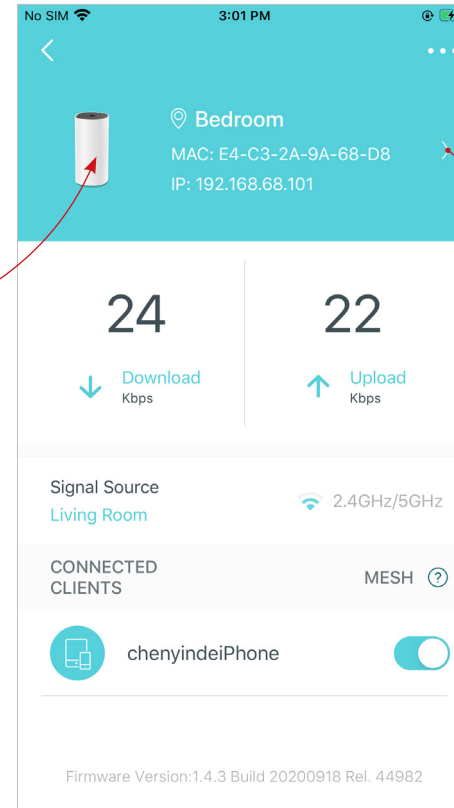 No SIM 3:01 PM
Bedroom
MAC: E4-C3-2A-9A-68-D8
IP: 192.168.68.101
24 22
Download Upload
Kbps Kbps
Signal Source
Living Room
2.4GHz/5GHz
CONNECTED
CLIENTS
MESH ?
chenyindeiPhone
Firmware Version:1.4.3 Build 20200918 Rel. 44982